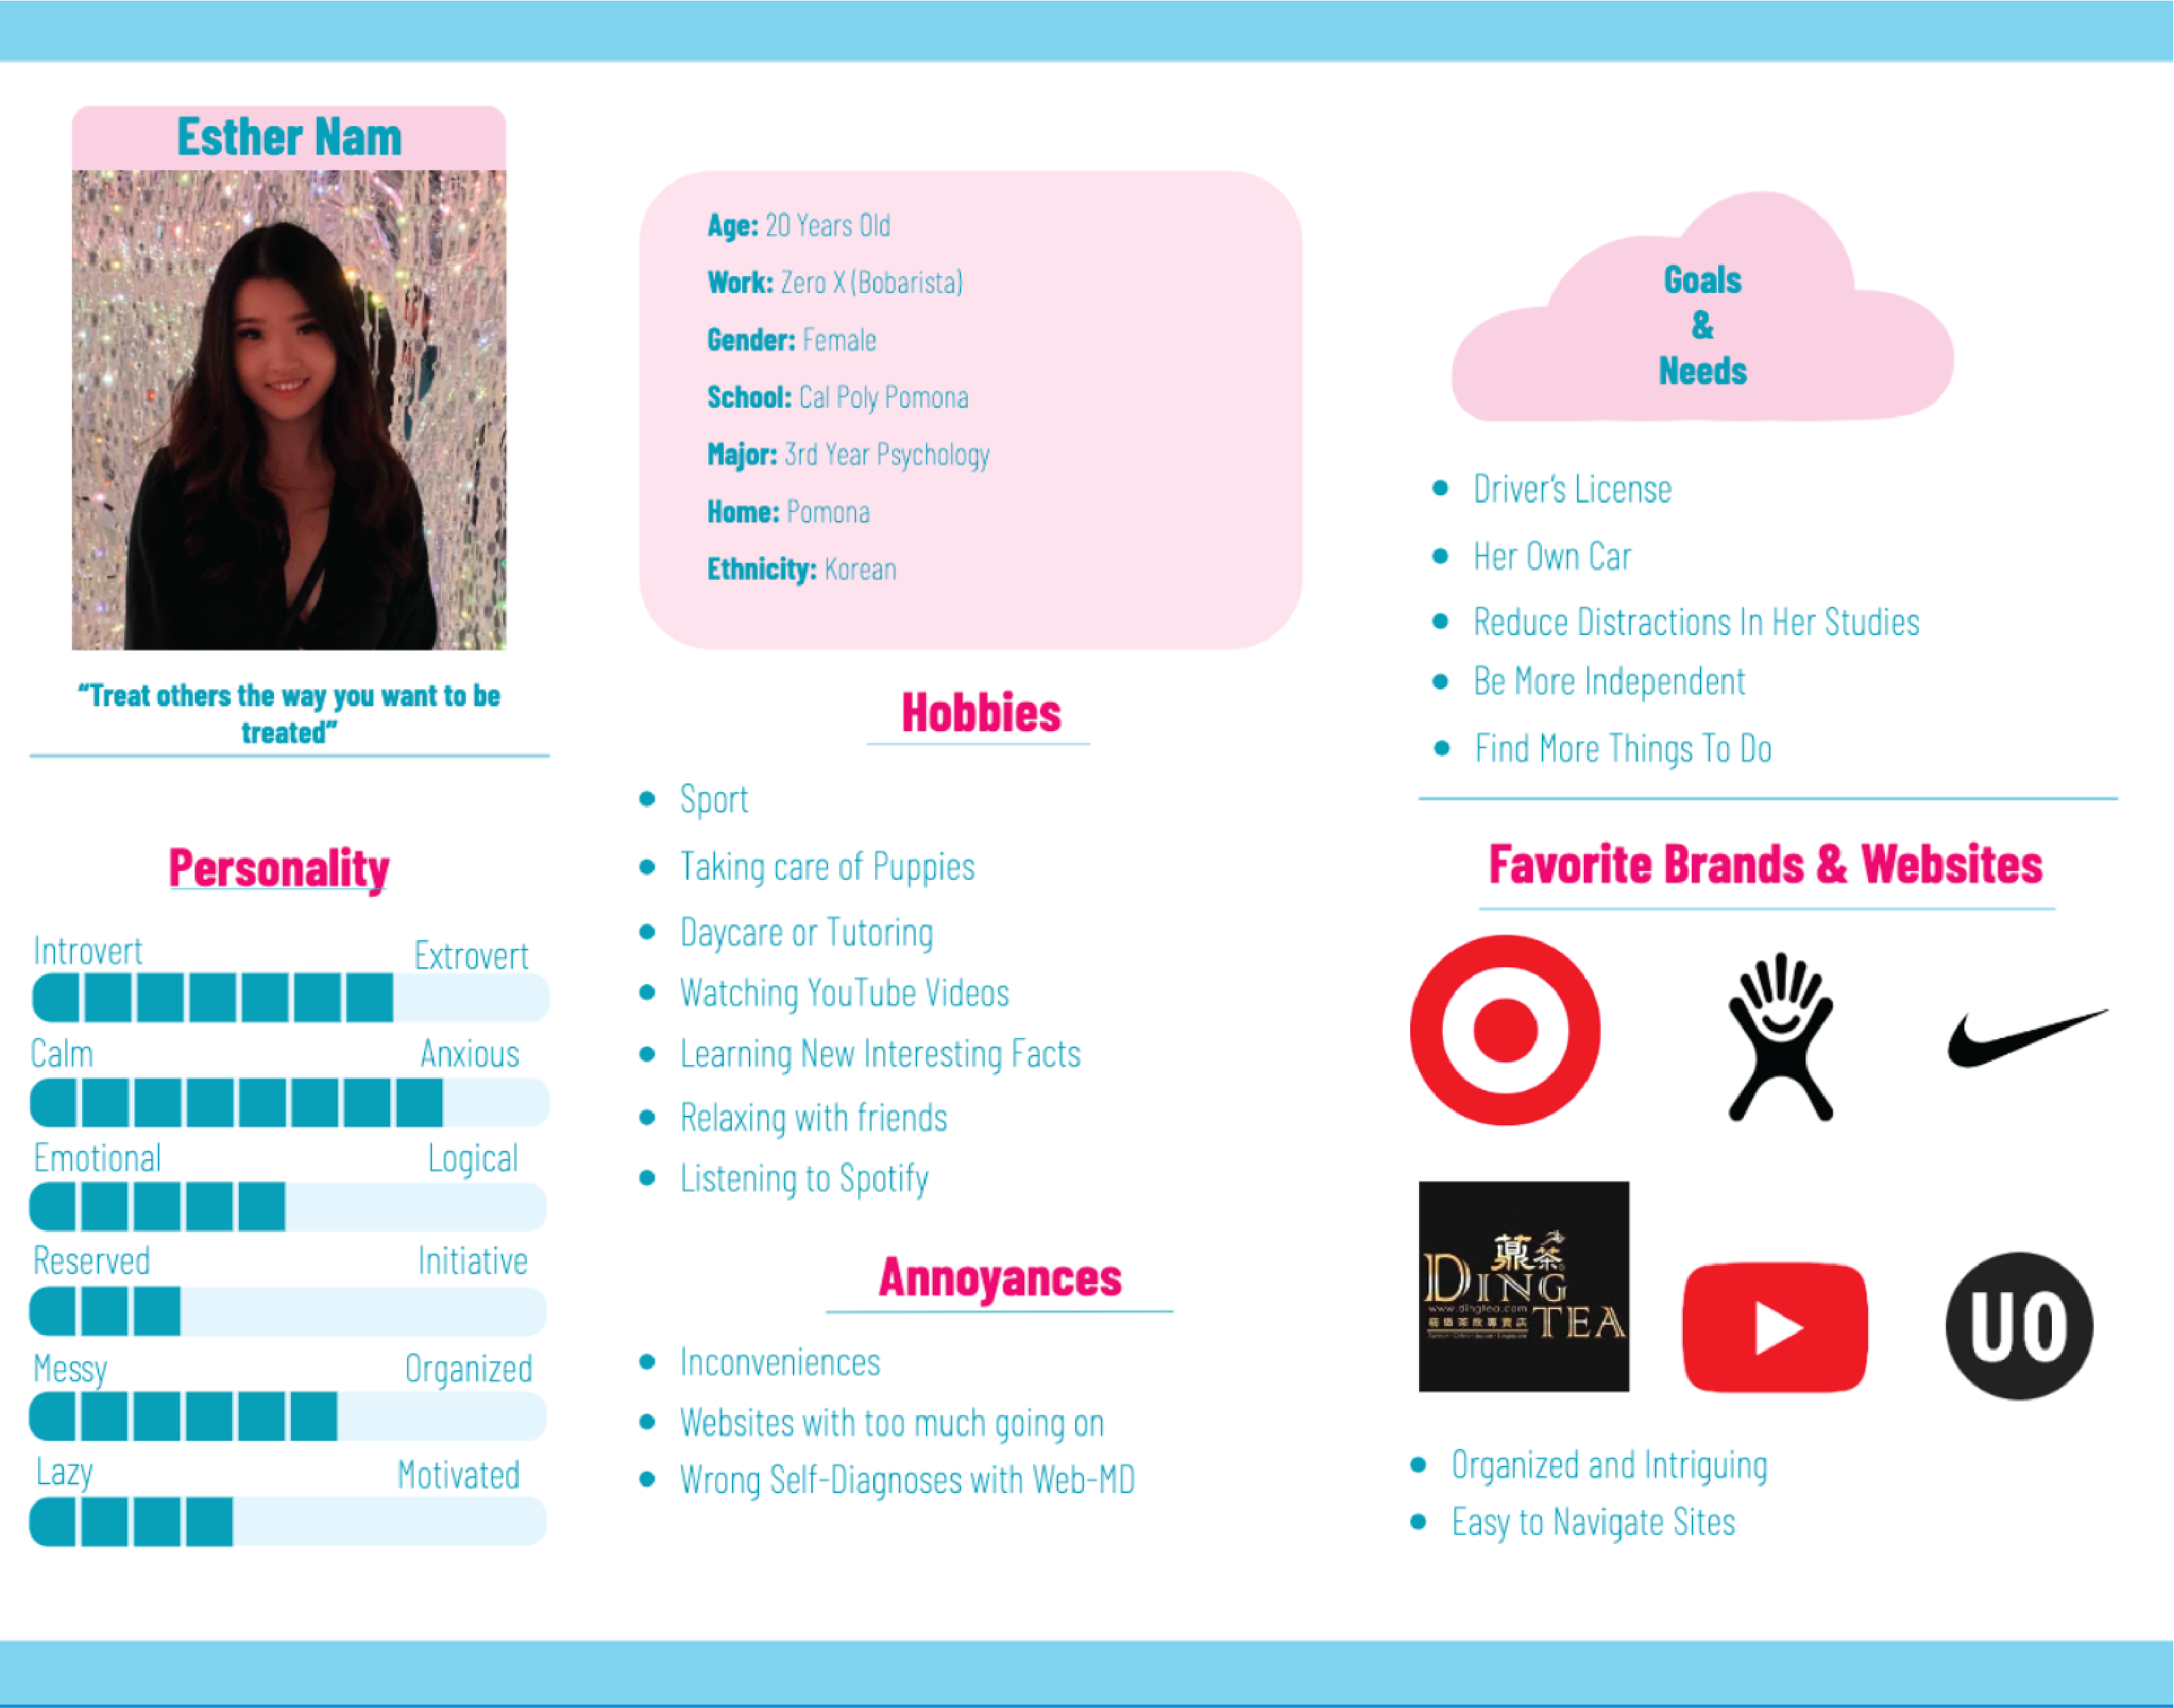 Esther Nam
“Treat others the way you want to be
treated”
Personality
Introvert Extrovert
Calm Anxious
Emotional Logical
Reserved Initiative
Messy Organized
Lazy Motivated
Age: 20 Years Old
Work: Zero X (Bobarista)
Gender: Female
School: Cal Poly Pomona
Major: 3rd Year Psychology
Home: Pomona
Ethnicity: Korean
Hobbies
Sport
Taking care of Puppies
Daycare or Tutoring
Watching YouTube Videos
Learning New Interesting Facts
Relaxing with friends
Listening to Spotify
Annoyances
Inconveniences
Websites with too much going on
Wrong Self-Diagnoses with Web-MD
Goals
&
Needs
Driver’s License
Her Own Car
Reduce Distractions In Her Studies
Be More Independent
Find More Things To Do
Favorite Brands & Websites
薡茶
DING
www.dingtea.com
TEA
UO
Organized and Intriguing
Easy to Navigate Sites